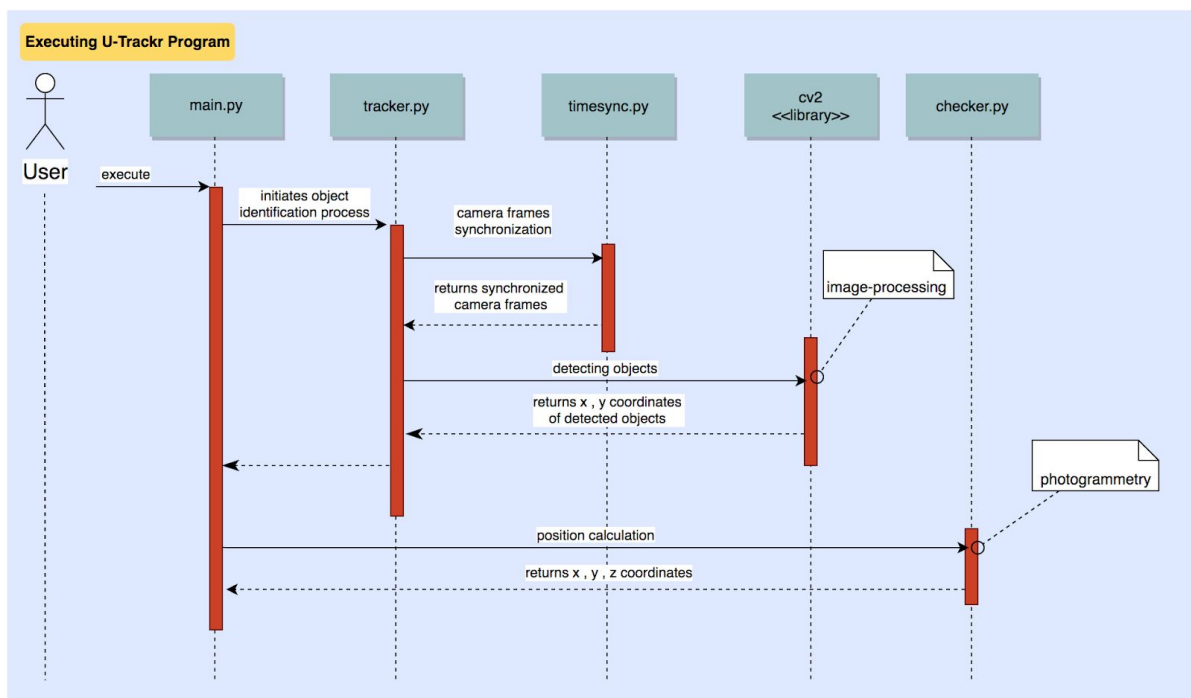 Executing U-Trackr Program
main.py
tracker.py
timesync.py
cv2
<<library>>
checker.py
User
execute
initiates object
identification process
camera frames
synchronization
image-processing
returns synchronized
camera frames
detecting objects
returns x , y coordinates
of detected objects
photogrammetry
position calculation
returns x , y , z coordinates